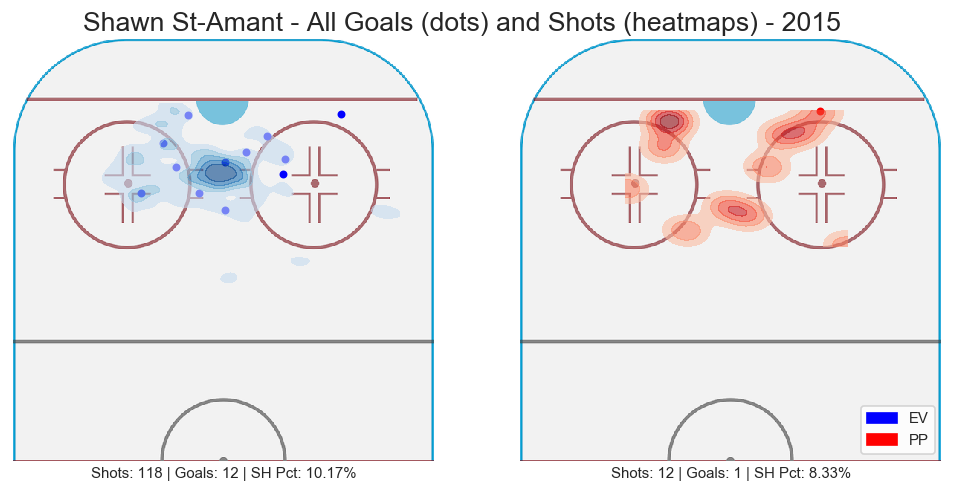 Shawn St-Amant - All Goals (dots) and Shots (heatmaps) - 2015
EV
PP
Shots: 118 | Goals: 12 | SH Pct: 10.17%
Shots: 12 | Goals: 1 | SH Pct: 8.33%